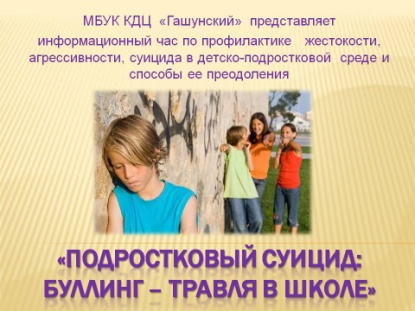 МБУК КДЦ «Гашунский» представляет
информационный час по профилактике жестокости,
агрессивности, суицида в детско-подростковой среде и
способы ее преодоления
«ПОДРОСТКОВЫЙ СУИЦИД:
БУЛЛИНГ – ТРАВЛЯ В ШКОЛЕ»